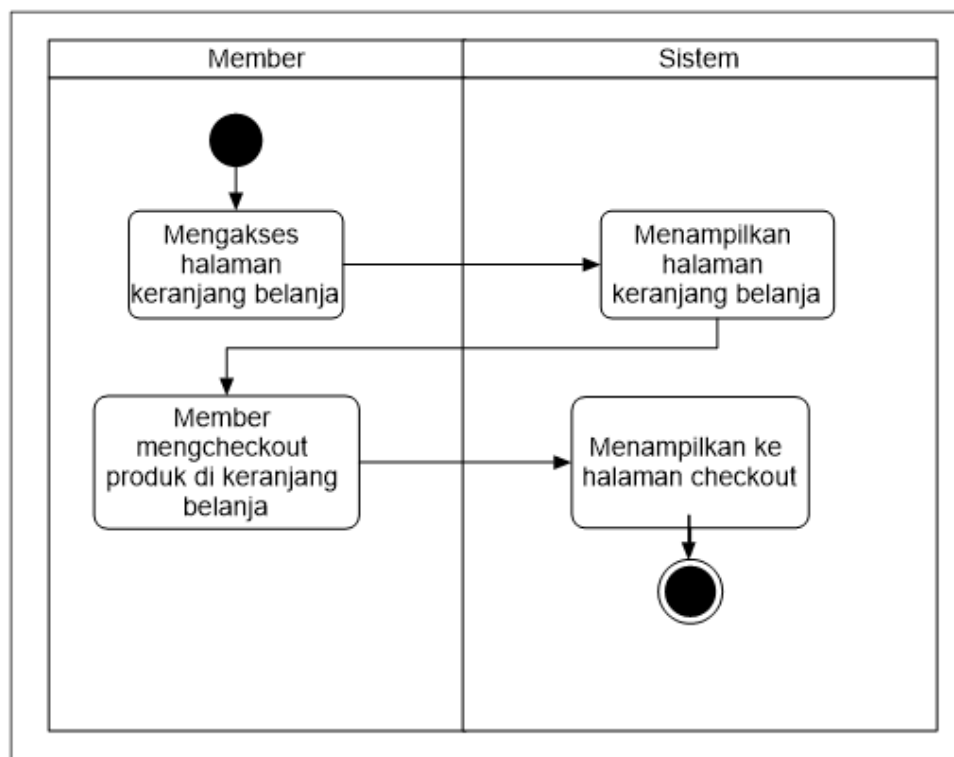 Member
Sistem
Mengakses
halaman
keranjang belanja
Menampilkan
halaman
keranjang belanja
Member
mengcheckout
produk di keranjang
belanja
Menampilkan ke
halaman checkout